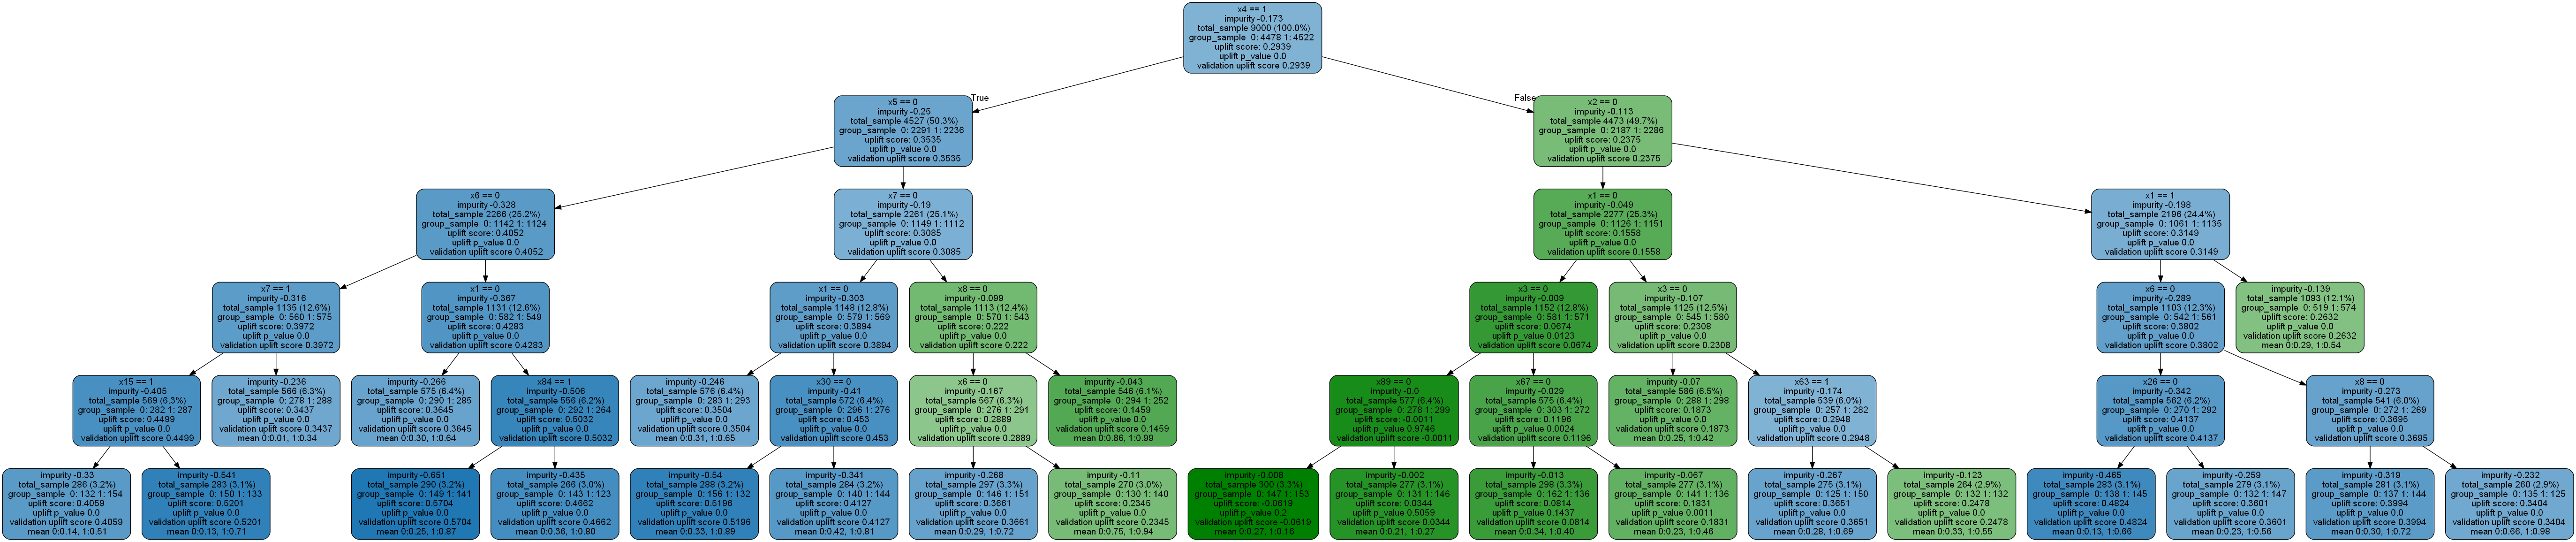 x4 == 1
impurity -0.173
total_sample 9000 (100.0%)
group_sample 0: 4478 1: 4522
uplift score: 0.2939
uplift p_value 0.0
validation uplift score 0.2939
True
False
x5 == 0
impurity -0.25
total_sample 4527 (50.3%)
group_sample 0: 2291 1: 2236
uplift score: 0.3535
uplift p_value 0.0
validation uplift score 0.3535
x2 == 0
impurity -0.113
total_sample 4473 (49.7%)
group_sample 0: 2187 1: 2286
uplift score: 0.2375
uplift p_value 0.0
validation uplift score 0.2375
x6 == 0
impurity -0.328
total_sample 2266 (25.2%)
group_sample 0: 1142 1: 1124
uplift score: 0.4052
uplift p_value 0.0
validation uplift score 0.4052
x7 == 0
impurity -0.19
total_sample 2261 (25.1%)
group_sample 0: 1149 1: 1112
uplift score: 0.3085
uplift p_value 0.0
validation uplift score 0.3085
x1 == 0
impurity -0.049
total_sample 2277 (25.3%)
group_sample 0: 1126 1: 1151
uplift score: 0.1558
uplift p_value 0.0
validation uplift score 0.1558
x1 == 1
impurity -0.198
total_sample 2196 (24.4%)
group_sample 0: 1061 1: 1135
uplift score: 0.3149
uplift p_value 0.0
validation uplift score 0.3149
x7 == 1
impurity -0.316
total_sample 1135 (12.6%)
group_sample 0: 560 1: 575
uplift score: 0.3972
uplift p_value 0.0
validation uplift score 0.3972
x1 == 0
impurity -0.367
total_sample 1131 (12.6%)
group_sample 0: 582 1: 549
uplift score: 0.4283
uplift p_value 0.0
validation uplift score 0.4283
x1 == 0
impurity -0.303
total_sample 1148 (12.8%)
group_sample 0: 579 1: 569
uplift score: 0.3894
uplift p_value 0.0
validation uplift score 0.3894
x8 == 0
impurity -0.099
total_sample 1113 (12.4%)
group_sample 0: 570 1: 543
uplift score: 0.222
uplift p_value 0.0
validation uplift score 0.222
x3 == 0
impurity -0.009
total_sample 1152 (12.8%)
group_sample 0: 581 1: 571
uplift score: 0.0674
uplift p_value 0.0123
validation uplift score 0.0674
x3 == 0
impurity -0.107
total_sample 1125 (12.5%)
group_sample 0: 545 1: 580
uplift score: 0.2308
uplift p_value 0.0
validation uplift score 0.2308
x6 == 0
impurity -0.289
total_sample 1103 (12.3%)
group_sample 0: 542 1: 561
uplift score: 0.3802
uplift p_value 0.0
validation uplift score 0.3802
impurity -0.139
total_sample 1093 (12.1%)
group_sample 0: 519 1: 574
uplift score: 0.2632
uplift p_value 0.0
validation uplift score 0.2632
mean 0:0.29, 1:0.54
x15 == 1
impurity -0.405
total_sample 569 (6.3%)
group_sample 0: 282 1: 287
uplift score: 0.4499
uplift p_value 0.0
validation uplift score 0.4499
impurity -0.236
total_sample 566 (6.3%)
group_sample 0: 278 1: 288
uplift score: 0.3437
uplift p_value 0.0
validation uplift score 0.3437
mean 0:0.01, 1:0.34
impurity -0.266
total_sample 575 (6.4%)
group_sample 0: 290 1: 285
uplift score: 0.3645
uplift p_value 0.0
validation uplift score 0.3645
mean 0:0.30, 1:0.64
x84 == 1
impurity -0.506
total_sample 556 (6.2%)
group_sample 0: 292 1: 264
uplift score: 0.5032
uplift p_value 0.0
validation uplift score 0.5032
impurity -0.246
total_sample 576 (6.4%)
group_sample 0: 283 1: 293
uplift score: 0.3504
uplift p_value 0.0
validation uplift score 0.3504
mean 0:0.31, 1:0.65
x30 == 0
impurity -0.41
total_sample 572 (6.4%)
group_sample 0: 296 1: 276
uplift score: 0.453
uplift p_value 0.0
validation uplift score 0.453
x6 == 0
impurity -0.167
total_sample 567 (6.3%)
group_sample 0: 276 1: 291
uplift score: 0.2889
uplift p_value 0.0
validation uplift score 0.2889
impurity -0.043
total_sample 546 (6.1%)
group_sample 0: 294 1: 252
uplift score: 0.1459
uplift p_value 0.0
validation uplift score 0.1459
mean 0:0.86, 1:0.99
x89 == 0
impurity -0.0
total_sample 577 (6.4%)
group_sample 0: 278 1: 299
uplift score: -0.0011
uplift p_value 0.9746
validation uplift score -0.0011
x67 == 0
impurity -0.029
total_sample 575 (6.4%)
group_sample 0: 303 1: 272
uplift score: 0.1196
uplift p_value 0.0024
validation uplift score 0.1196
impurity -0.07
total_sample 586 (6.5%)
group_sample 0: 288 1: 298
uplift score: 0.1873
uplift p_value 0.0
validation uplift score 0.1873
mean 0:0.25, 1:0.42
x63 == 1
impurity -0.174
total_sample 539 (6.0%)
group_sample 0: 257 1: 282
uplift score: 0.2948
uplift p_value 0.0
validation uplift score 0.2948
x26 == 0
impurity -0.342
total_sample 562 (6.2%)
group_sample 0: 270 1: 292
uplift score: 0.4137
uplift p_value 0.0
validation uplift score 0.4137
x8 == 0
impurity -0.273
total_sample 541 (6.0%)
group_sample 0: 272 1: 269
uplift score: 0.3695
uplift p_value 0.0
validation uplift score 0.3695
impurity -0.33
total_sample 286 (3.2%)
group_sample 0: 132 1: 154
uplift score: 0.4059
uplift p_value 0.0
validation uplift score 0.4059
mean 0:0.14, 1:0.51
impurity -0.541
total_sample 283 (3.1%)
group_sample 0: 150 1: 133
uplift score: 0.5201
uplift p_value 0.0
validation uplift score 0.5201
mean 0:0.13, 1:0.71
impurity -0.651
total_sample 290 (3.2%)
group_sample 0: 149 1: 141
uplift score: 0.5704
uplift p_value 0.0
validation uplift score 0.5704
mean 0:0.25, 1:0.87
impurity -0.435
total_sample 266 (3.0%)
group_sample 0: 143 1: 123
uplift score: 0.4662
uplift p_value 0.0
validation uplift score 0.4662
mean 0:0.36, 1:0.80
impurity -0.54
total_sample 288 (3.2%)
group_sample 0: 156 1: 132
uplift score: 0.5196
uplift p_value 0.0
validation uplift score 0.5196
mean 0:0.33, 1:0.89
impurity -0.341
total_sample 284 (3.2%)
group_sample 0: 140 1: 144
uplift score: 0.4127
uplift p_value 0.0
validation uplift score 0.4127
mean 0:0.42, 1:0.81
impurity -0.268
total_sample 297 (3.3%)
group_sample 0: 146 1: 151
uplift score: 0.3661
uplift p_value 0.0
validation uplift score 0.3661
mean 0:0.29, 1:0.72
impurity -0.11
total_sample 270 (3.0%)
group_sample 0: 130 1: 140
uplift score: 0.2345
uplift p_value 0.0
validation uplift score 0.2345
mean 0:0.75, 1:0.94
impurity -0.008
total_sample 300 (3.3%)
group_sample 0: 147 1: 153
uplift score: -0.0619
uplift p_value 0.2
validation uplift score -0.0619
mean 0:0.27, 1:0.16
impurity -0.002
total_sample 277 (3.1%)
group_sample 0: 131 1: 146
uplift score: 0.0344
uplift p_value 0.5059
validation uplift score 0.0344
mean 0:0.21, 1:0.27
impurity -0.013
total_sample 298 (3.3%)
group_sample 0: 162 1: 136
uplift score: 0.0814
uplift p_value 0.1437
validation uplift score 0.0814
mean 0:0.34, 1:0.40
impurity -0.067
total_sample 277 (3.1%)
group_sample 0: 141 1: 136
uplift score: 0.1831
uplift p_value 0.0011
validation uplift score 0.1831
mean 0:0.23, 1:0.46
impurity -0.267
total_sample 275 (3.1%)
group_sample 0: 125 1: 150
uplift score: 0.3651
uplift p_value 0.0
validation uplift score 0.3651
mean 0:0.28, 1:0.69
impurity -0.123
total_sample 264 (2.9%)
group_sample 0: 132 1: 132
uplift score: 0.2478
uplift p_value 0.0
validation uplift score 0.2478
mean 0:0.33, 1:0.55
impurity -0.465
total_sample 283 (3.1%)
group_sample 0: 138 1: 145
uplift score: 0.4824
uplift p_value 0.0
validation uplift score 0.4824
mean 0:0.13, 1:0.66
impurity -0.259
total_sample 279 (3.1%)
group_sample 0: 132 1: 147
uplift score: 0.3601
uplift p_value 0.0
validation uplift score 0.3601
mean 0:0.23, 1:0.56
impurity -0.319
total_sample 281 (3.1%)
group_sample 0: 137 1: 144
uplift score: 0.3994
uplift p_value 0.0
validation uplift score 0.3994
mean 0:0.30, 1:0.72
impurity -0.232
total_sample 260 (2.9%)
group_sample 0: 135 1: 125
uplift score: 0.3404
uplift p_value 0.0
validation uplift score 0.3404
mean 0:0.66, 1:0.98